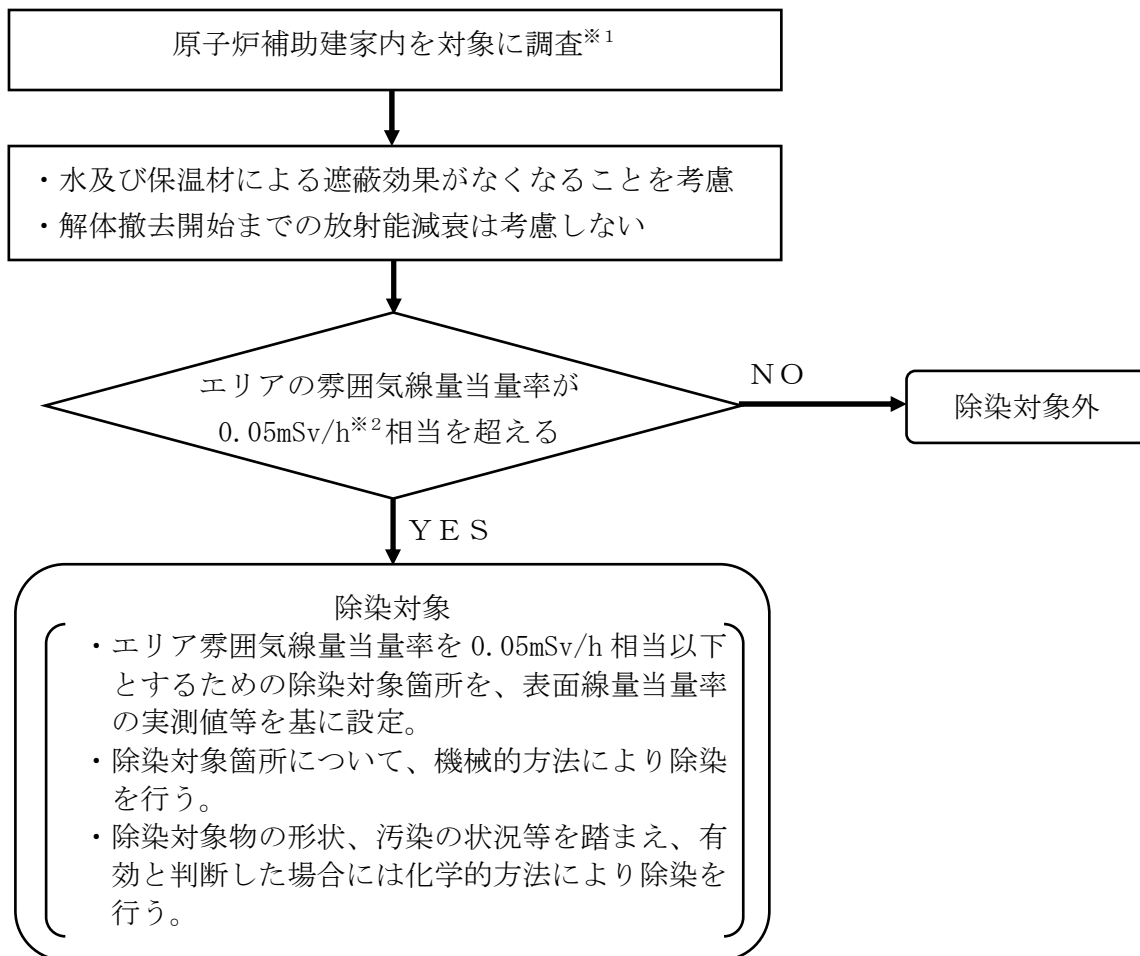 原子炉補助建家内を対象に調査※1
・水及び保温材による遮蔽効果がなくなることを考慮
・解体撤去開始までの放射能減衰は考慮しない
エリアの雰囲気線量当量率が
0.05mSv/h※2相当を超える
ＮＯ
除染対象外
ＹＥＳ
除染対象
・エリア雰囲気線量当量率を 0.05mSv/h 相当以下
とするための除染対象箇所を、表面線量当量率
の実測値等を基に設定。
・除染対象箇所について、機械的方法により除染
を行う。
・除染対象物の形状、汚染の状況等を踏まえ、有
効と判断した場合には化学的方法により除染を
行う。